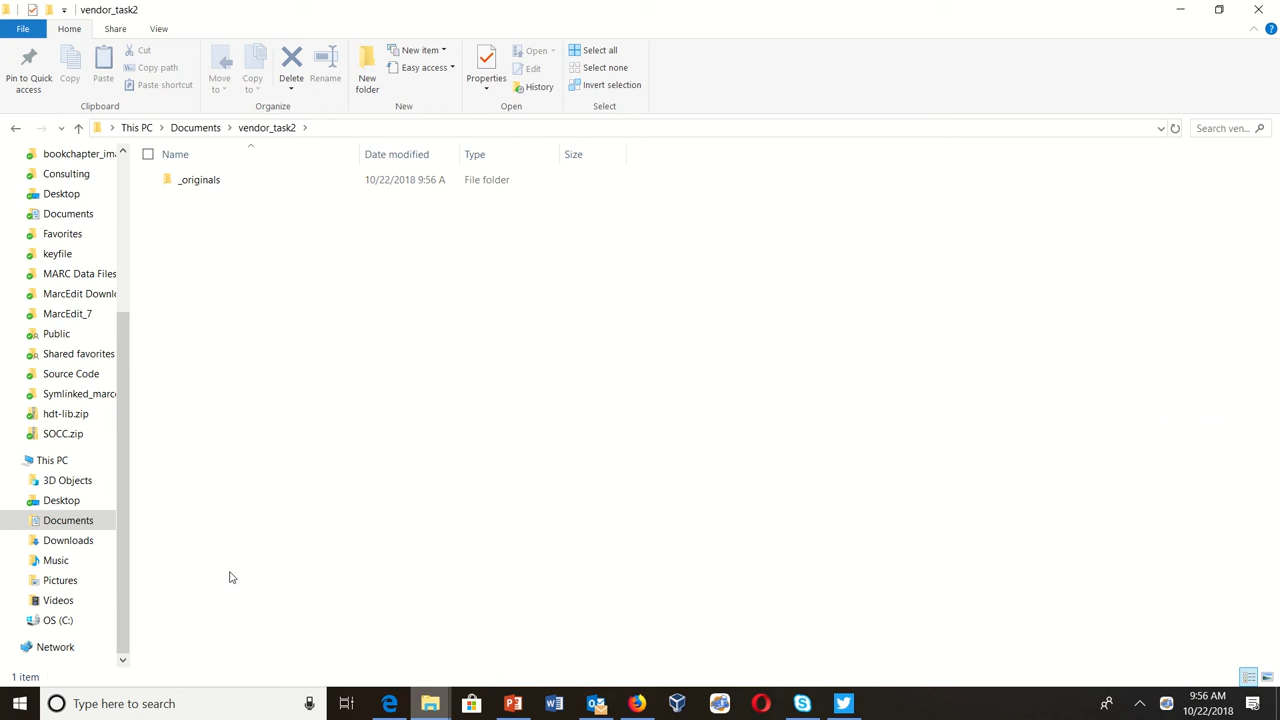 vendor_task2
File Home Share View
Pin to Quick access
Copy
Paste
Cut
Copy path
Paste shortcut
Clipboard
Move to
Copy to
Delete
Rename
Organize
New folder
New item
Easy access
New
Properties
Open
Edit
History
Open
Select all
Select none
Invert selection
Select
This PC Documents vendor_task2
Search ven...
Name Date modified Type Size
_originals 10/22/2018 9:56 A File folder
bookchapter_ima
Consulting
Desktop
Documents
Favorites
keyfile
MARC Data Files
MarcEdit Downl
MarcEdit_7
Public
Shared favorites
Source Code
Symlinked_marc
hdt-lib.zip
SOCC.zip
This PC
3D Objects
Desktop
Documents
Downloads
Music
Pictures
Videos
OS (C:)
Network
1 item
Type here to search
9:56 AM
10/22/2018